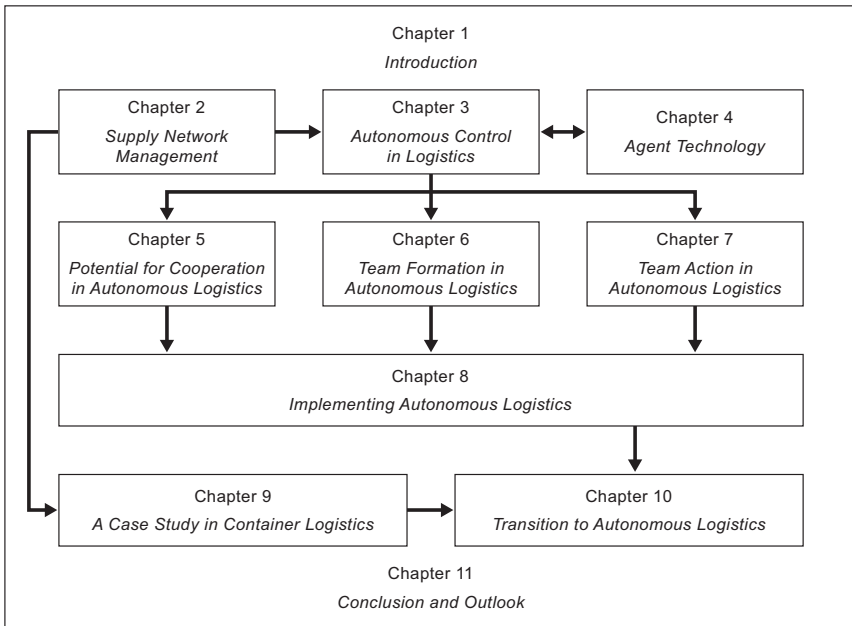 Chapter 1
Introduction
Chapter 2
Supply Network
Management
Chapter 3
Autonomous Control
in Logistics
Chapter 4
Agent Technology
Chapter 5
Potential for Cooperation
in Autonomous Logistics
Chapter 6
Team Formation in
Autonomous Logistics
Chapter 7
Team Action in
Autonomous Logistics
Chapter 8
Implementing Autonomous Logistics
Chapter 9
A Case Study in Container Logistics
Chapter 10
Transition to Autonomous Logistics
Chapter 11
Conclusion and Outlook